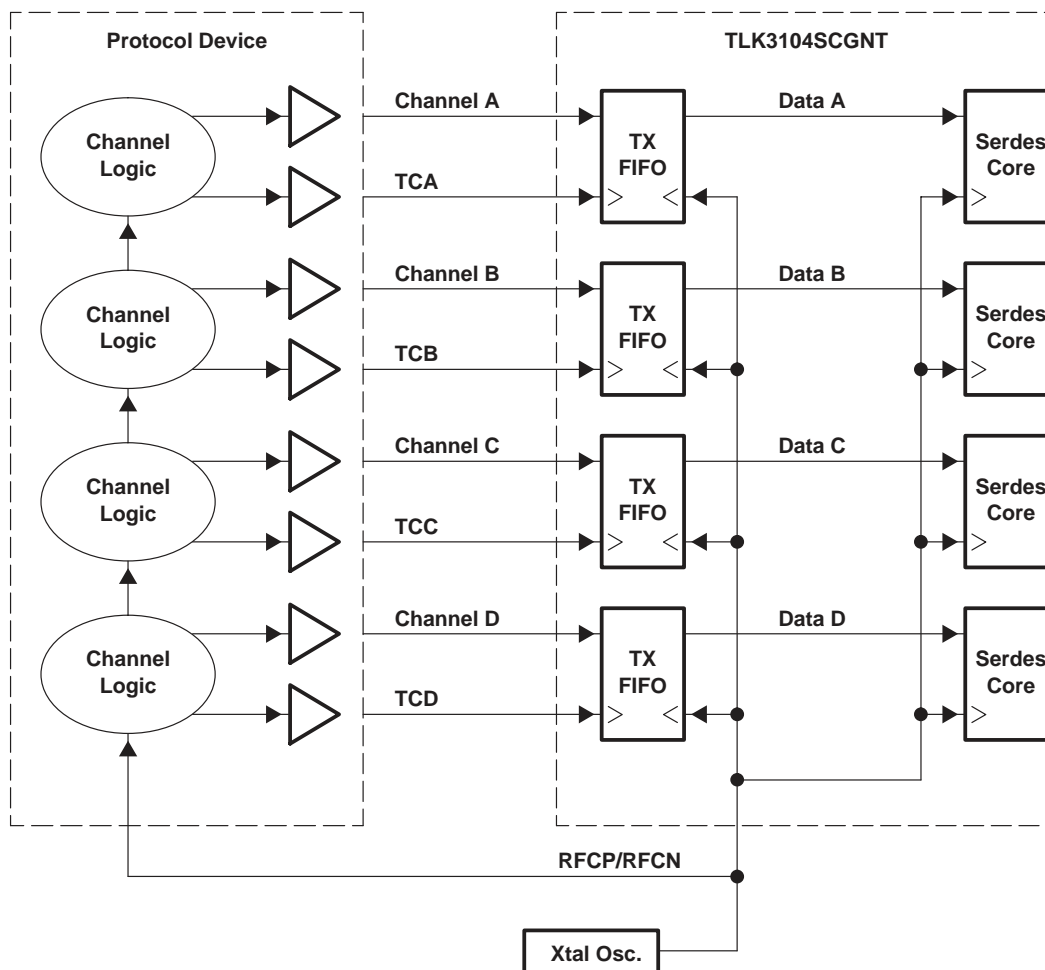 Protocol Device
TLK3104SCGNT
Channel A
Data A
Channel
Logic
TX
FIFO
Serdes
Core
TCA
Channel B
Data B
Channel
Logic
TX
FIFO
Serdes
Core
TCB
Channel C
Data C
Channel
Logic
TX
FIFO
Serdes
Core
TCC
Channel D
Data D
Channel
Logic
TX
FIFO
Serdes
Core
TCD
RFCP/RFCN
Xtal Osc.